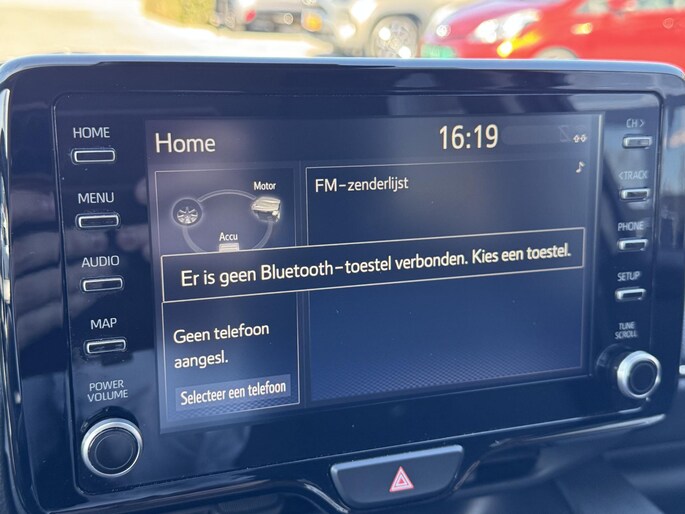 HOME
MENU
AUDIO
MAP
POWER
VOLUME
Home
16:19
Motor
Accu
FM-zenderlijst
Er is geen Bluetooth-toestel verbonden. Kies een toestel.
Geen telefoon
aangesl.
Selecteer een telefoon
CH >
< TRACK
PHONE
SETUP
TUNE
SCROLL